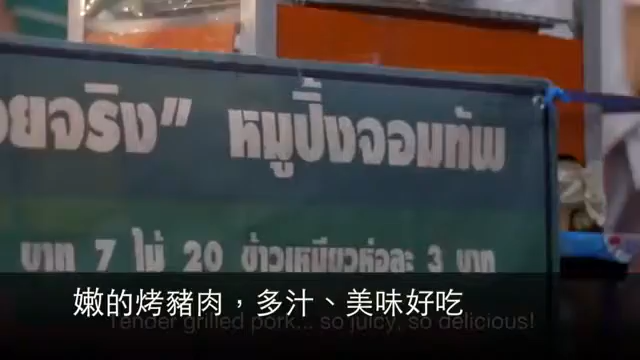 อยจริง” หมูปิ้งจอมทัพ
บาท 7 ไม้ 20 ข้าวเหนียวห่อละ 3 บาท
嫩的烤豬肉，多汁、美味好吃
Tender grilled pork... so juicy, so delicious!